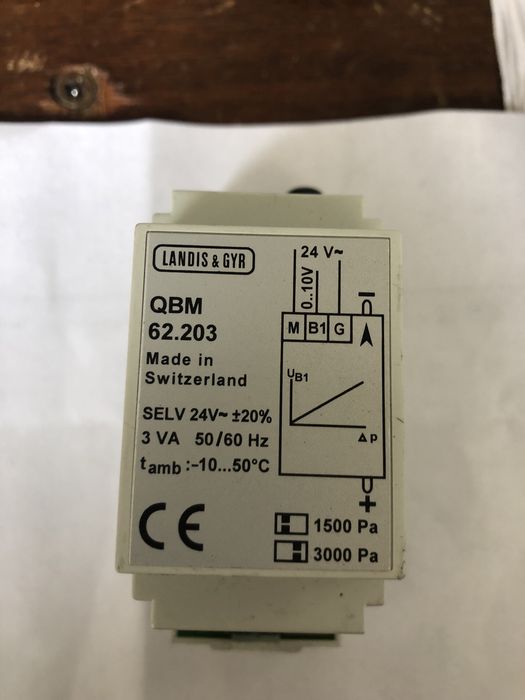 LANDIS & GYR
QBM
62.203
Made in
Switzerland
SELV 24V~ ±20%
3 VA 50/60 Hz
tamb :-10...50°C
CE
24 V~
0..10V
M B1 G
−
UB1
Δp
+
1500 Pa
3000 Pa